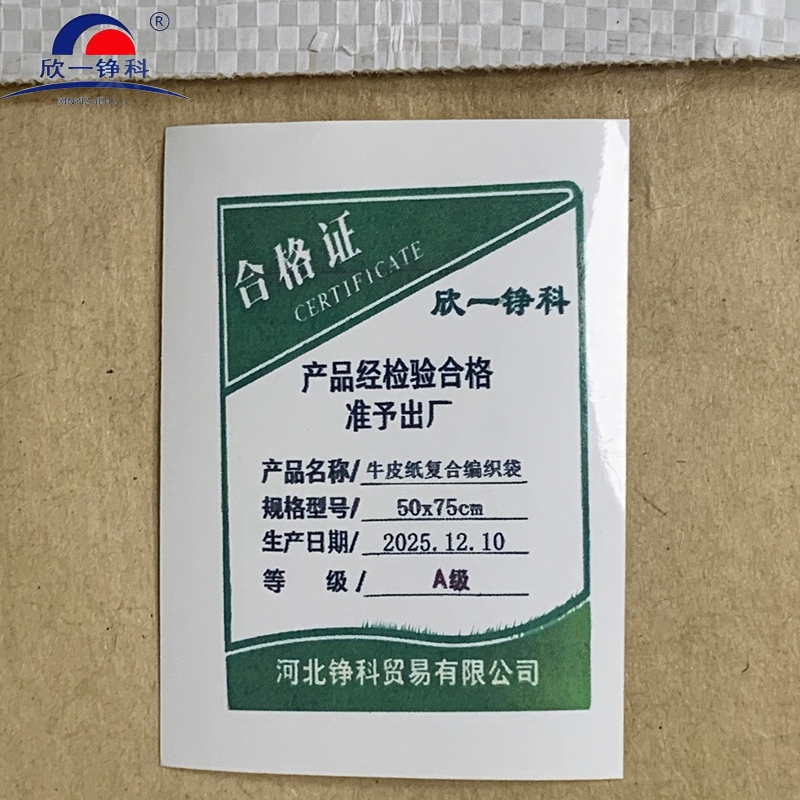 ®
欣一铮科
合格证
CERTIFICATE
欣一铮科
产品经检验合格
准予出厂
产品名称/牛皮纸复合编织袋
规格型号/50x75cm
生产日期/2025.12.10
等 级/A级
河北铮科贸易有限公司